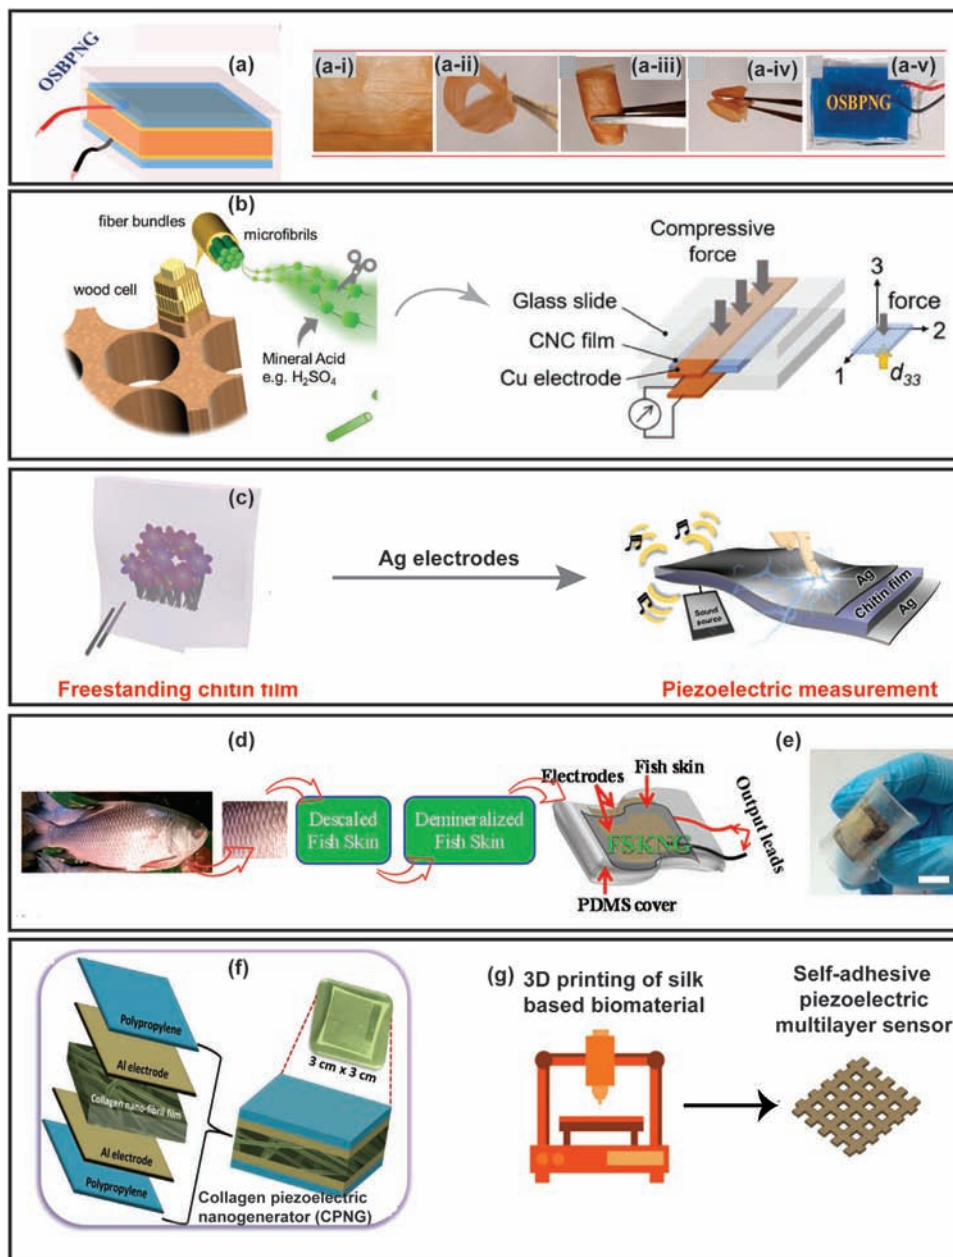 OSBPNG
(a)
(a-i)
(a-ii)
(a-iii)
(a-iv)
(a-v)
OSBPNG
(b)
fiber bundles
microfibrils
wood cell
Mineral Acid
e.g. H₂SO₄
Compressive
force
Glass slide
CNC film
Cu electrode
3
force
2
1
d₃₃
(c)
Ag electrodes
Sound
source
Ag
Chitin film
Ag
Freestanding chitin film
Piezoelectric measurement
(d)
Descaled
Fish Skin
Demineralized
Fish Skin
Electrodes
Fish skin
FSKNG
Output leads
PDMS cover
(e)
(f)
Polypropylene
Al electrode
Collagen nano-fibril film
Al electrode
Polypropylene
3 cm x 3 cm
Collagen piezoelectric
nanogenerator (CPNG)
(g)
3D printing of silk
based biomaterial
Self-adhesive
piezoelectric
multilayer sensor